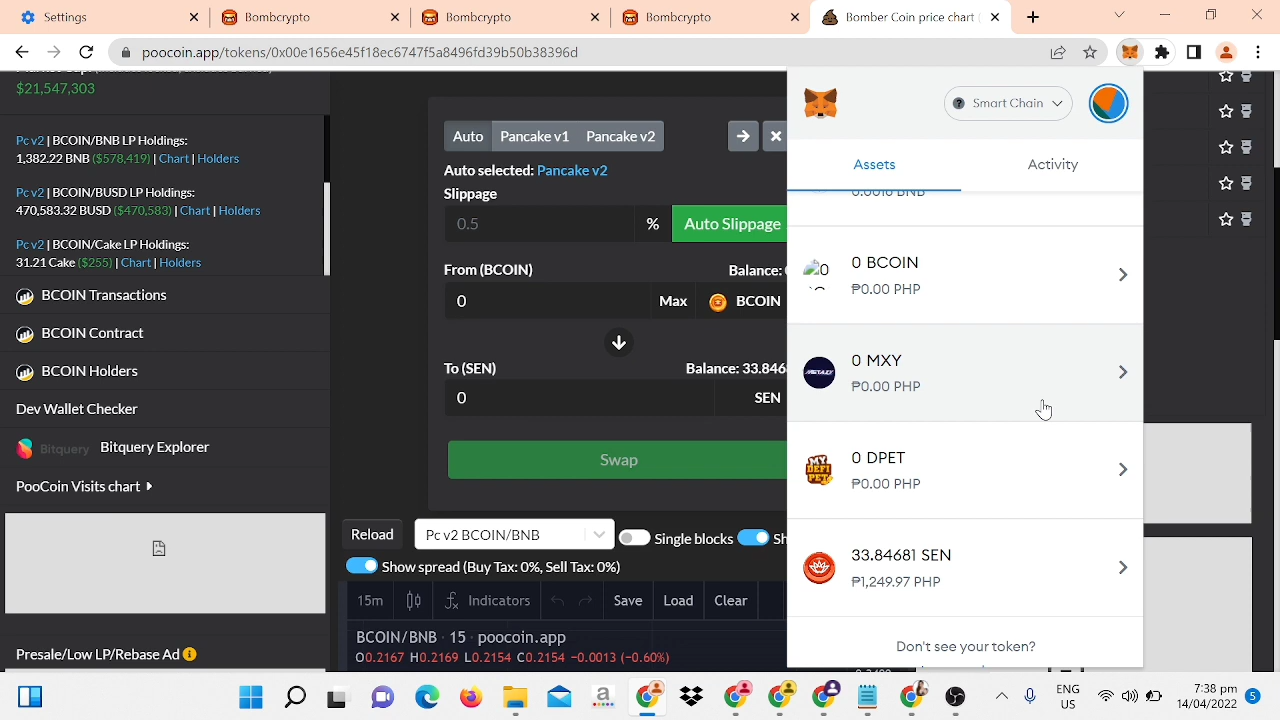 Settings
Bombcrypto
Bombcrypto
Bombcrypto
Bomber Coin price chart
poocoin.app/tokens/0x00e1656e45f18ec6747f5a8496fd39b50b38396d
$21,547,303
Pc v2 | BCOIN/BNB LP Holdings:
1,382.22 BNB ($578,419) | Chart | Holders
Pc v2 | BCOIN/BUSD LP Holdings:
470,583.32 BUSD ($470,583) | Chart | Holders
Pc v2 | BCOIN/Cake LP Holdings:
31.21 Cake ($255) | Chart | Holders
BCOIN Transactions
BCOIN Contract
BCOIN Holders
Dev Wallet Checker
Bitquery Bitquery Explorer
PooCoin Visits chart
Presale/Low LP/Rebase Ad
Auto Pancake v1 Pancake v2
Auto selected: Pancake v2
Slippage
0.5 % Auto Slippage
From (BCOIN) Balance:
0 Max BCOIN
To (SEN) Balance: 33.846
0 SEN
Swap
Reload Pc v2 BCOIN/BNB Single blocks
Show spread (Buy Tax: 0%, Sell Tax: 0%)
15m Indicators Save Load Clear
BCOIN/BNB · 15 · poocoin.app
O0.2167 H0.2169 L0.2154 C0.2154 −0.0013 (−0.60%)
Smart Chain
Assets Activity
0.0016 BNB
0 BCOIN
₱0.00 PHP
0 MXY
₱0.00 PHP
0 DPET
₱0.00 PHP
33.84681 SEN
₱1,249.97 PHP
Don't see your token?
ENG
US
7:38 pm
14/04/2022
5